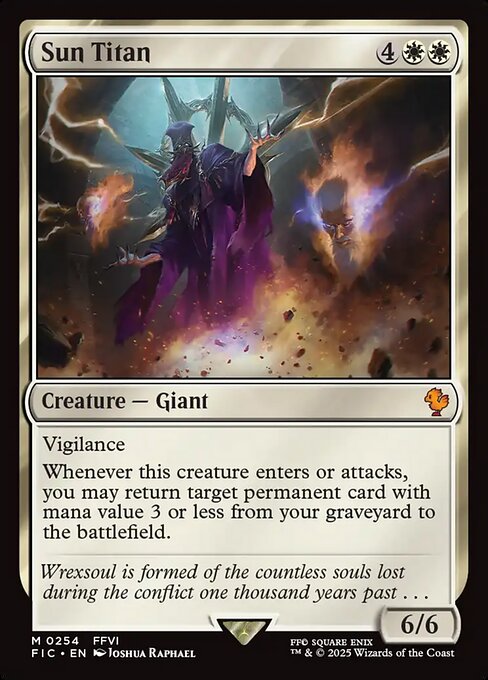 Sun Titan 4
Creature — Giant
Vigilance
Whenever this creature enters or attacks,
you may return target permanent card with
mana value 3 or less from your graveyard to
the battlefield.
Wrexsoul is formed of the countless souls lost
during the conflict one thousand years past . . .
6/6
M 0254 FFVI
FIC • EN Joshua Raphael
FF© SQUARE ENIX
™ & © 2025 Wizards of the Coast